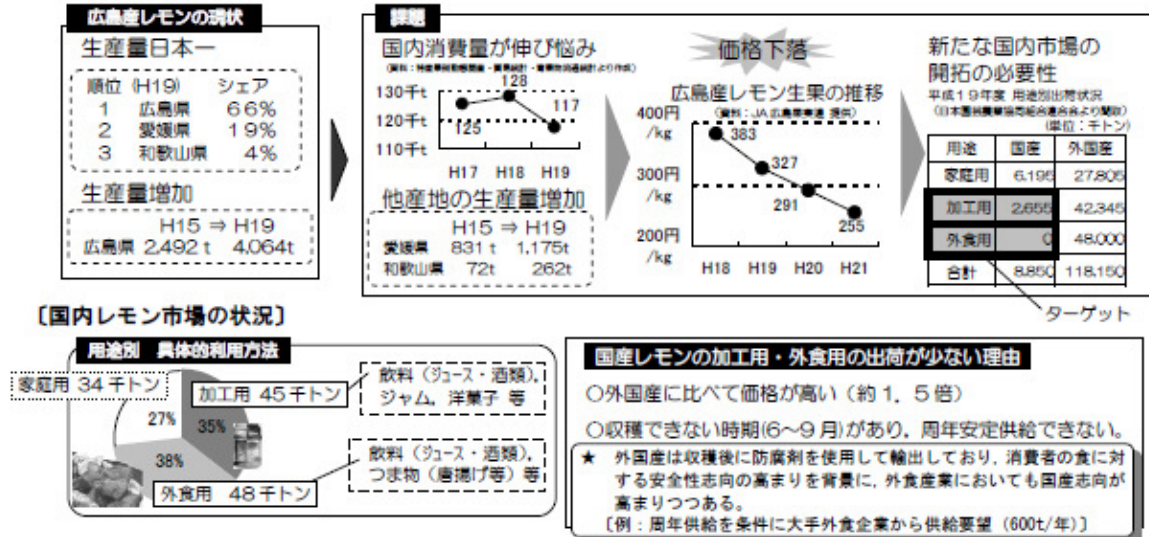 広島産レモンの現状
生産量日本一
順位 (H19) シェア
1 広島県 66%
2 愛媛県 19%
3 和歌山県 4%
生産量増加
H15 ⇒ H19
広島県 2,492 t 4,064t
課題
国内消費量が伸び悩み
130千t
120千t
110千t
125
128
117
H17 H18 H19
他産地の生産量増加
H15 ⇒ H19
愛媛県 831 t 1,175t
和歌山県 72t 262t
価格下落
広島産レモン生果の推移
(資料:JA広島果実連 提供)
400円
/kg
300円
/kg
200円
/kg
383
327
291
255
H18 H19 H20 H21
新たな国内市場の
開拓の必要性
平成19年度 用途別出荷状況
(単位:千トン)
用途 国産 外国産
家庭用 6,195 27,805
加工用 2,655 42,345
外食用 0 48,000
合計 8,850 118,150
ターゲット
〔国内レモン市場の状況〕
用途別 具体的利用方法
家庭用 34 千トン
加工用 45 千トン
外食用 48 千トン
27%
35%
38%
飲料(ジュース・酒類),
ジャム,洋菓子 等
飲料(ジュース・酒類),
つま物(唐揚げ等)等
国産レモンの加工用・外食用の出荷が少ない理由
○外国産に比べて価格が高い(約1.5倍)
○収穫できない時期(6~9月)があり,周年安定供給できない。
★ 外国産は収穫後に防腐剤を使用して輸出しており,消費者の食に対
する安全性志向の高まりを背景に,外食産業においても国産志向が
高まりつつある。
〔例:周年供給を条件に大手外食企業から供給要望(600t/年)〕